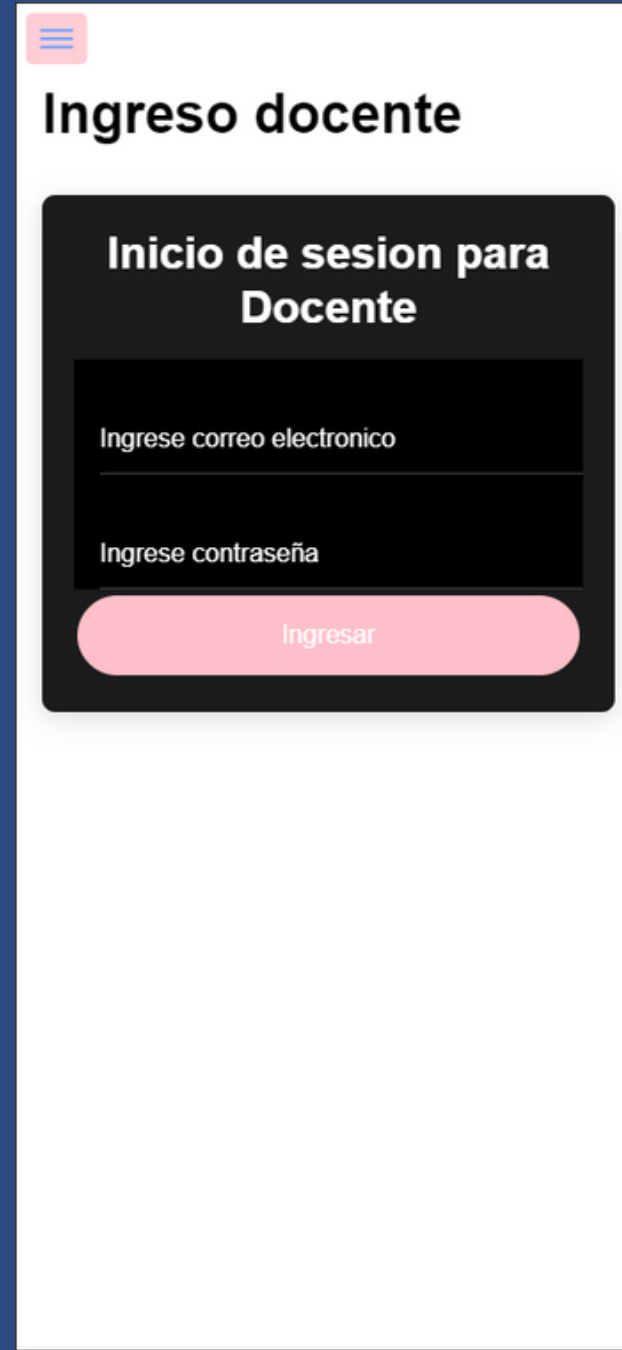 Ingreso docente
Inicio de sesion para
Docente
Ingrese correo electronico
Ingrese contraseña
Ingresar